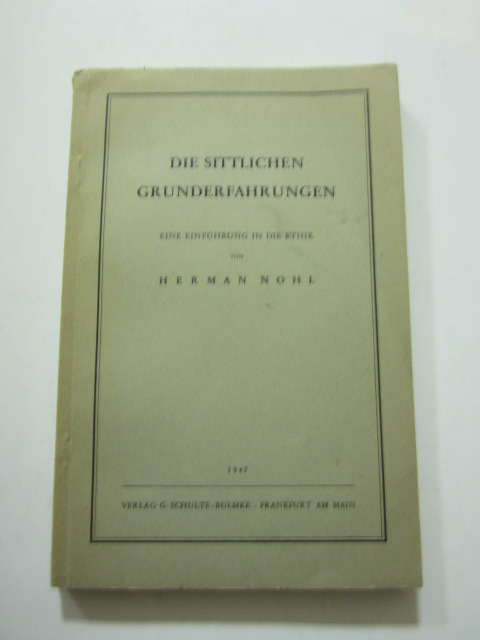 DIE SITTLICHEN
GRUNDERFAHRUNGEN
EINE EINFÜHRUNG IN DIE ETHIK
VON
HERMAN NOHL
1947
VERLAG G. SCHULTE-BULMKE · FRANKFURT AM MAIN